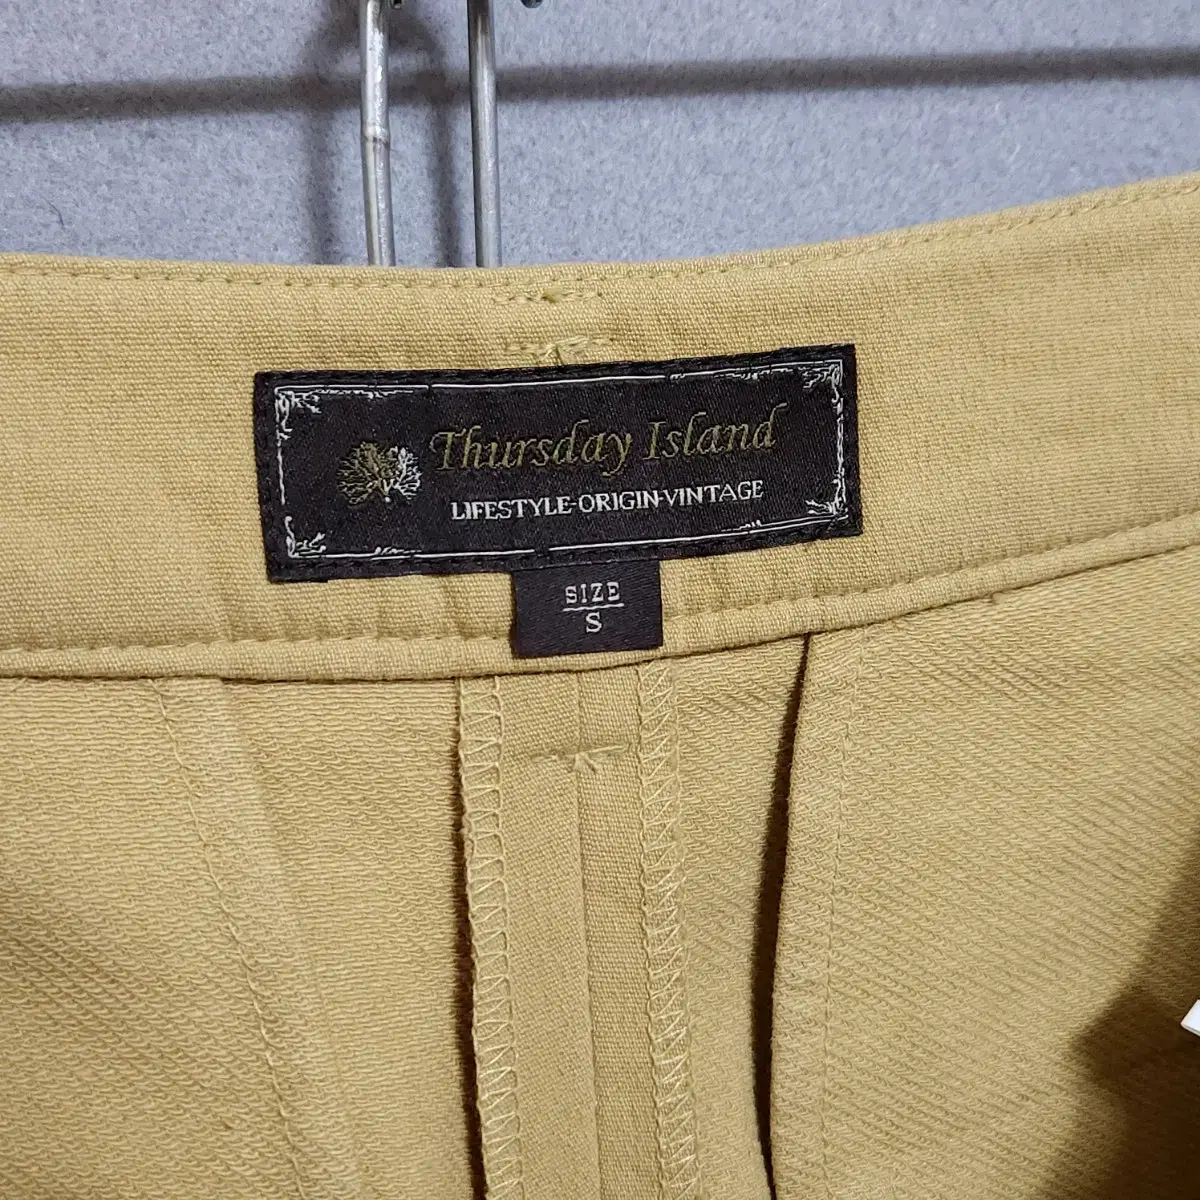 Thursday Island
LIFESTYLE-ORIGIN-VINTAGE
SIZE
S